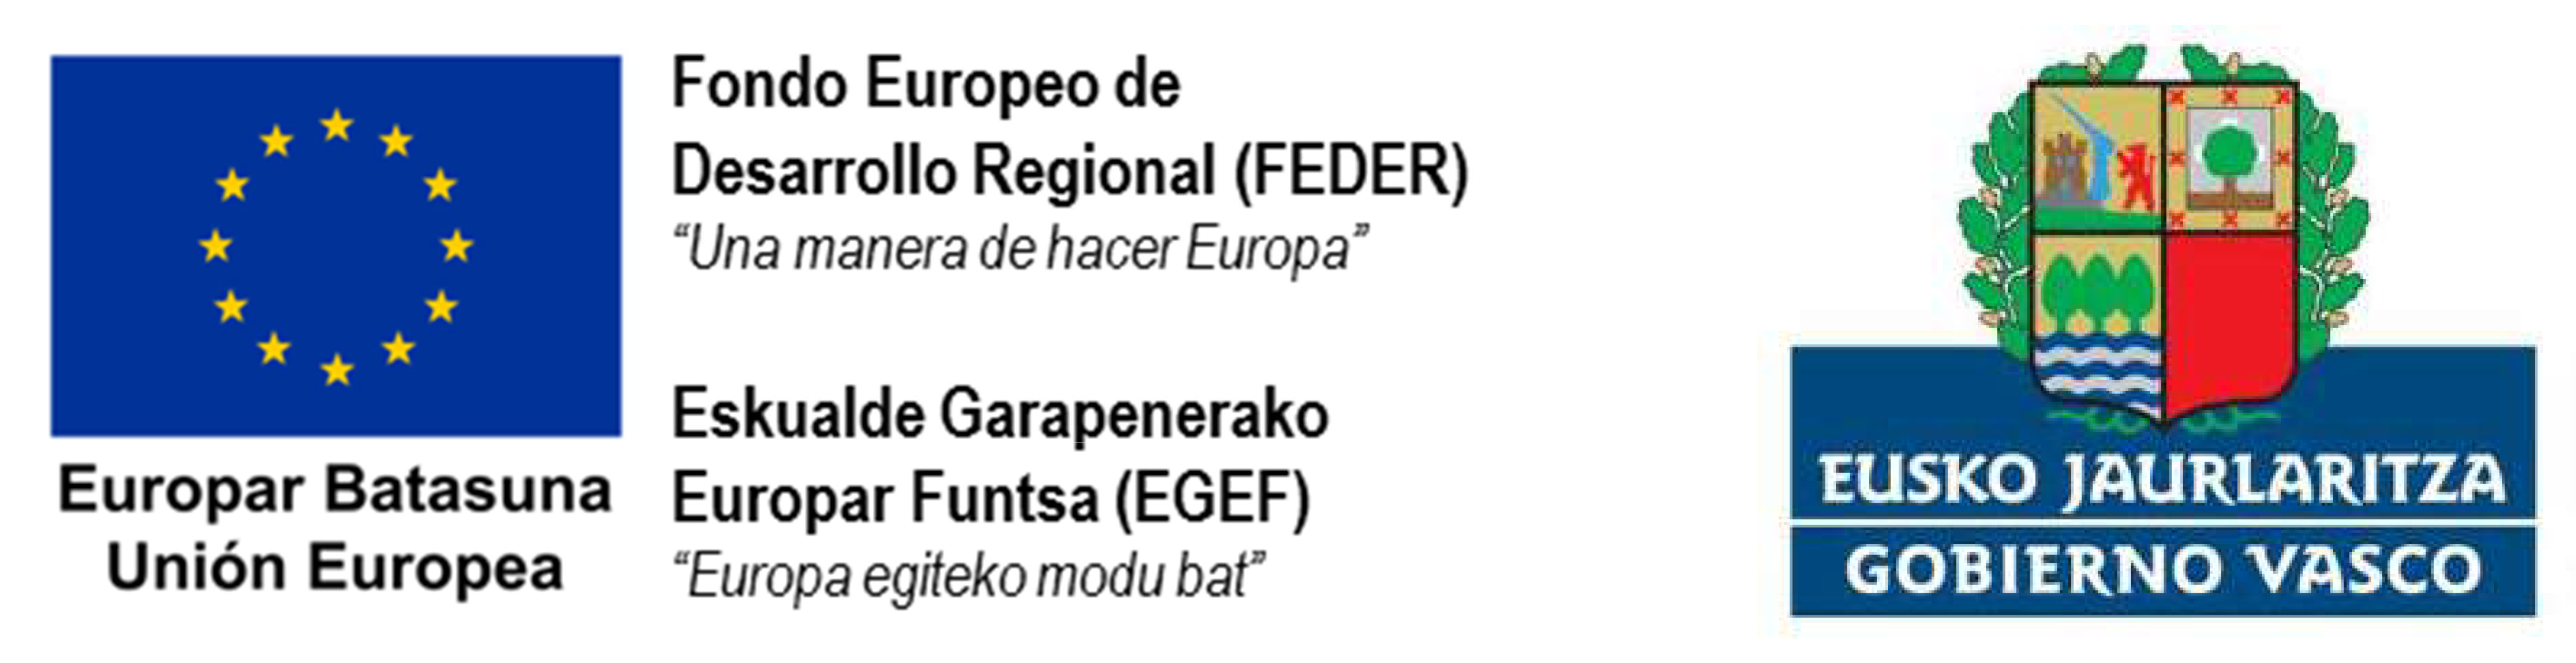 Europar Batasuna
Unión Europea
Fondo Europeo de
Desarrollo Regional (FEDER)
“Una manera de hacer Europa”
Eskualde Garapenerako
Europar Funtsa (EGEF)
“Europa egiteko modu bat”
EUSKO JAURLARITZA
GOBIERNO VASCO